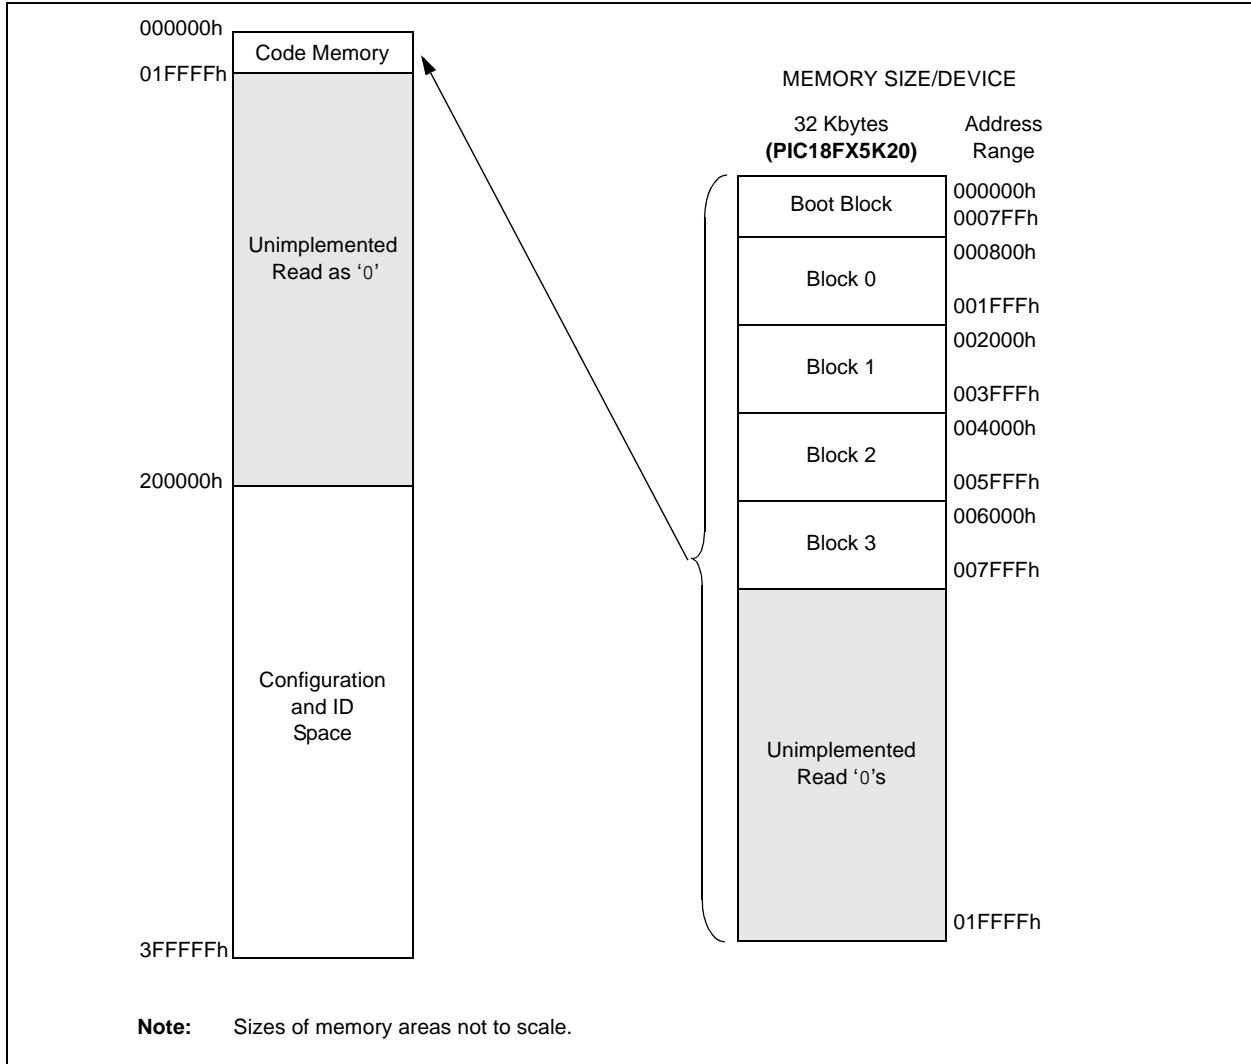 000000h
Code Memory
01FFFFh
Unimplemented
Read as ‘0’
200000h
Configuration
and ID
Space
3FFFFFh
MEMORY SIZE/DEVICE
32 Kbytes
(PIC18FX5K20)
Address
Range
Boot Block
000000h
0007FFh
Block 0
000800h
001FFFh
Block 1
002000h
003FFFh
Block 2
004000h
005FFFh
Block 3
006000h
007FFFh
Unimplemented
Read ‘0’s
01FFFFh
Note: Sizes of memory areas not to scale.